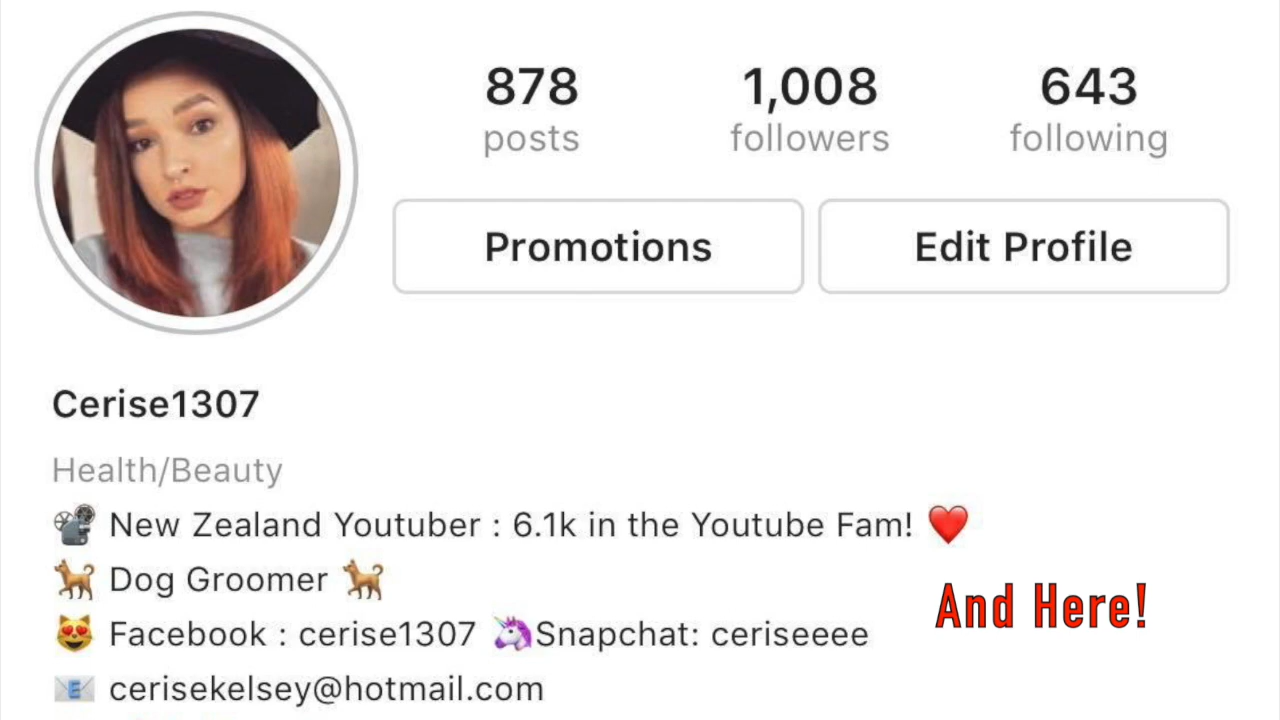 878 1,008 643
posts followers following
Promotions Edit Profile
Cerise1307
Health/Beauty
📽 New Zealand Youtuber : 6.1k in the Youtube Fam! ❤️
🐕 Dog Groomer 🐕
And Here!
😻 Facebook : cerise1307 🦄Snapchat: ceriseeee
📧 cerisekelsey@hotmail.com